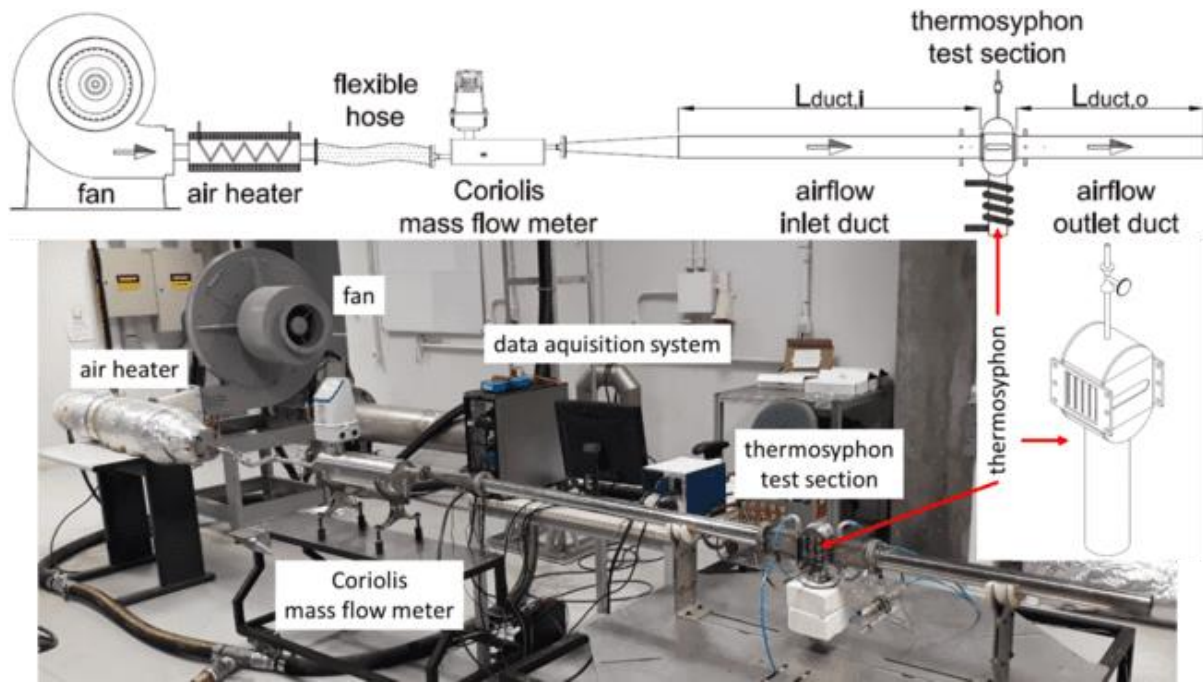 thermosyphon
test section
flexible
hose
Lduct,i
Lduct,o
fan
air heater
Coriolis
mass flow meter
airflow
inlet duct
airflow
outlet duct
fan
data aquisition system
air heater
thermosyphon
test section
thermosyphon
Coriolis
mass flow meter